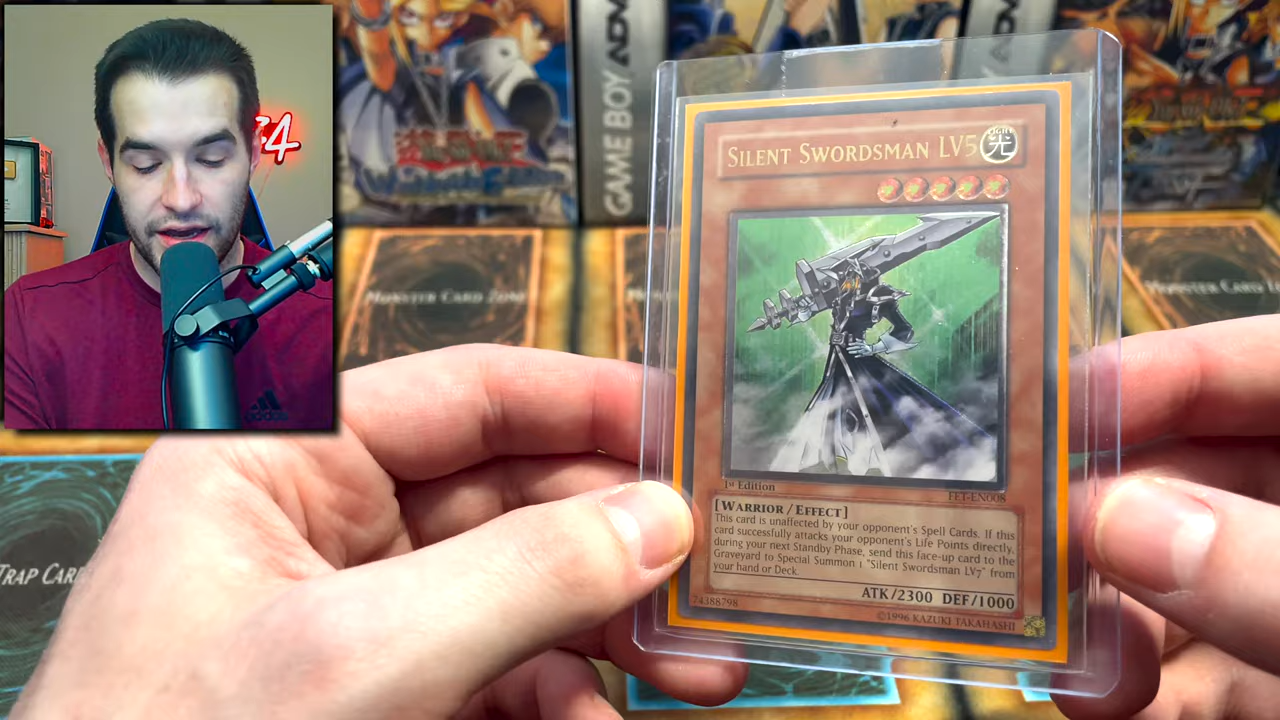 GAME BOY ADV
MONSTER CARD ZONE
MONSTER CARD
TRAP CARD
adidas
SILENT SWORDSMAN LV5
LIGHT
光
1st Edition
FET-EN008
[WARRIOR / EFFECT]
This card is unaffected by your opponent's Spell Cards. If this
card successfully attacks your opponent's Life Points directly,
during your next Standby Phase, send this face-up card to the
Graveyard to Special Summon 1 "Silent Swordsman LV7" from
your hand or Deck.
ATK/2300 DEF/1000
74388798
©1996 KAZUKI TAKAHASHI